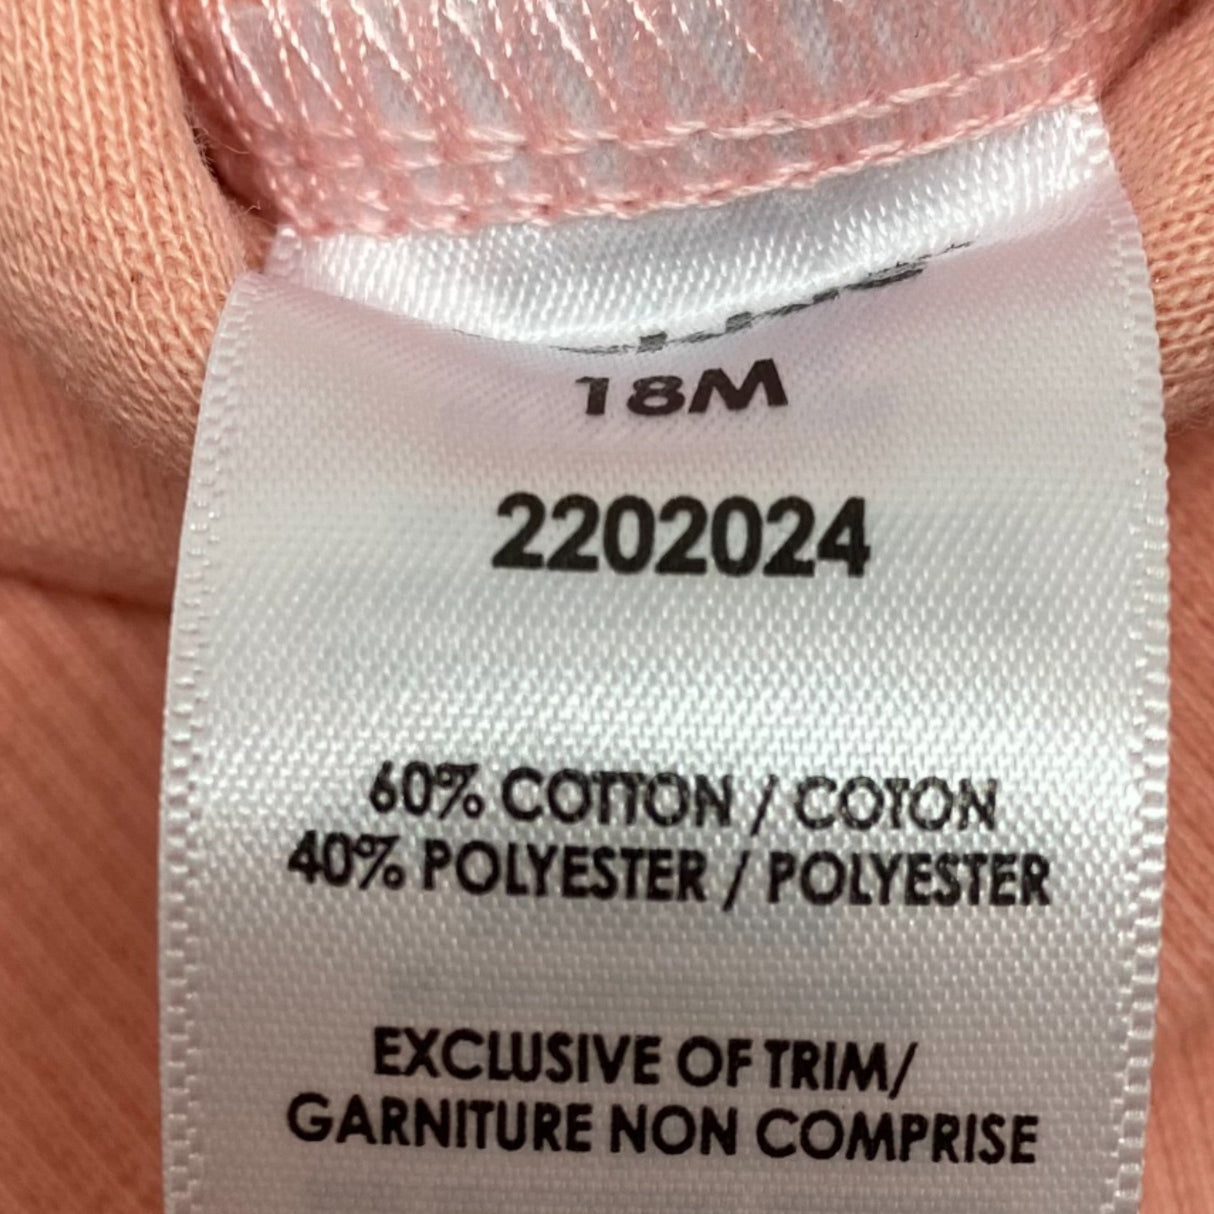 18M
2202024
60% COTTON / COTON
40% POLYESTER / POLYESTER
EXCLUSIVE OF TRIM/
GARNITURE NON COMPRISE